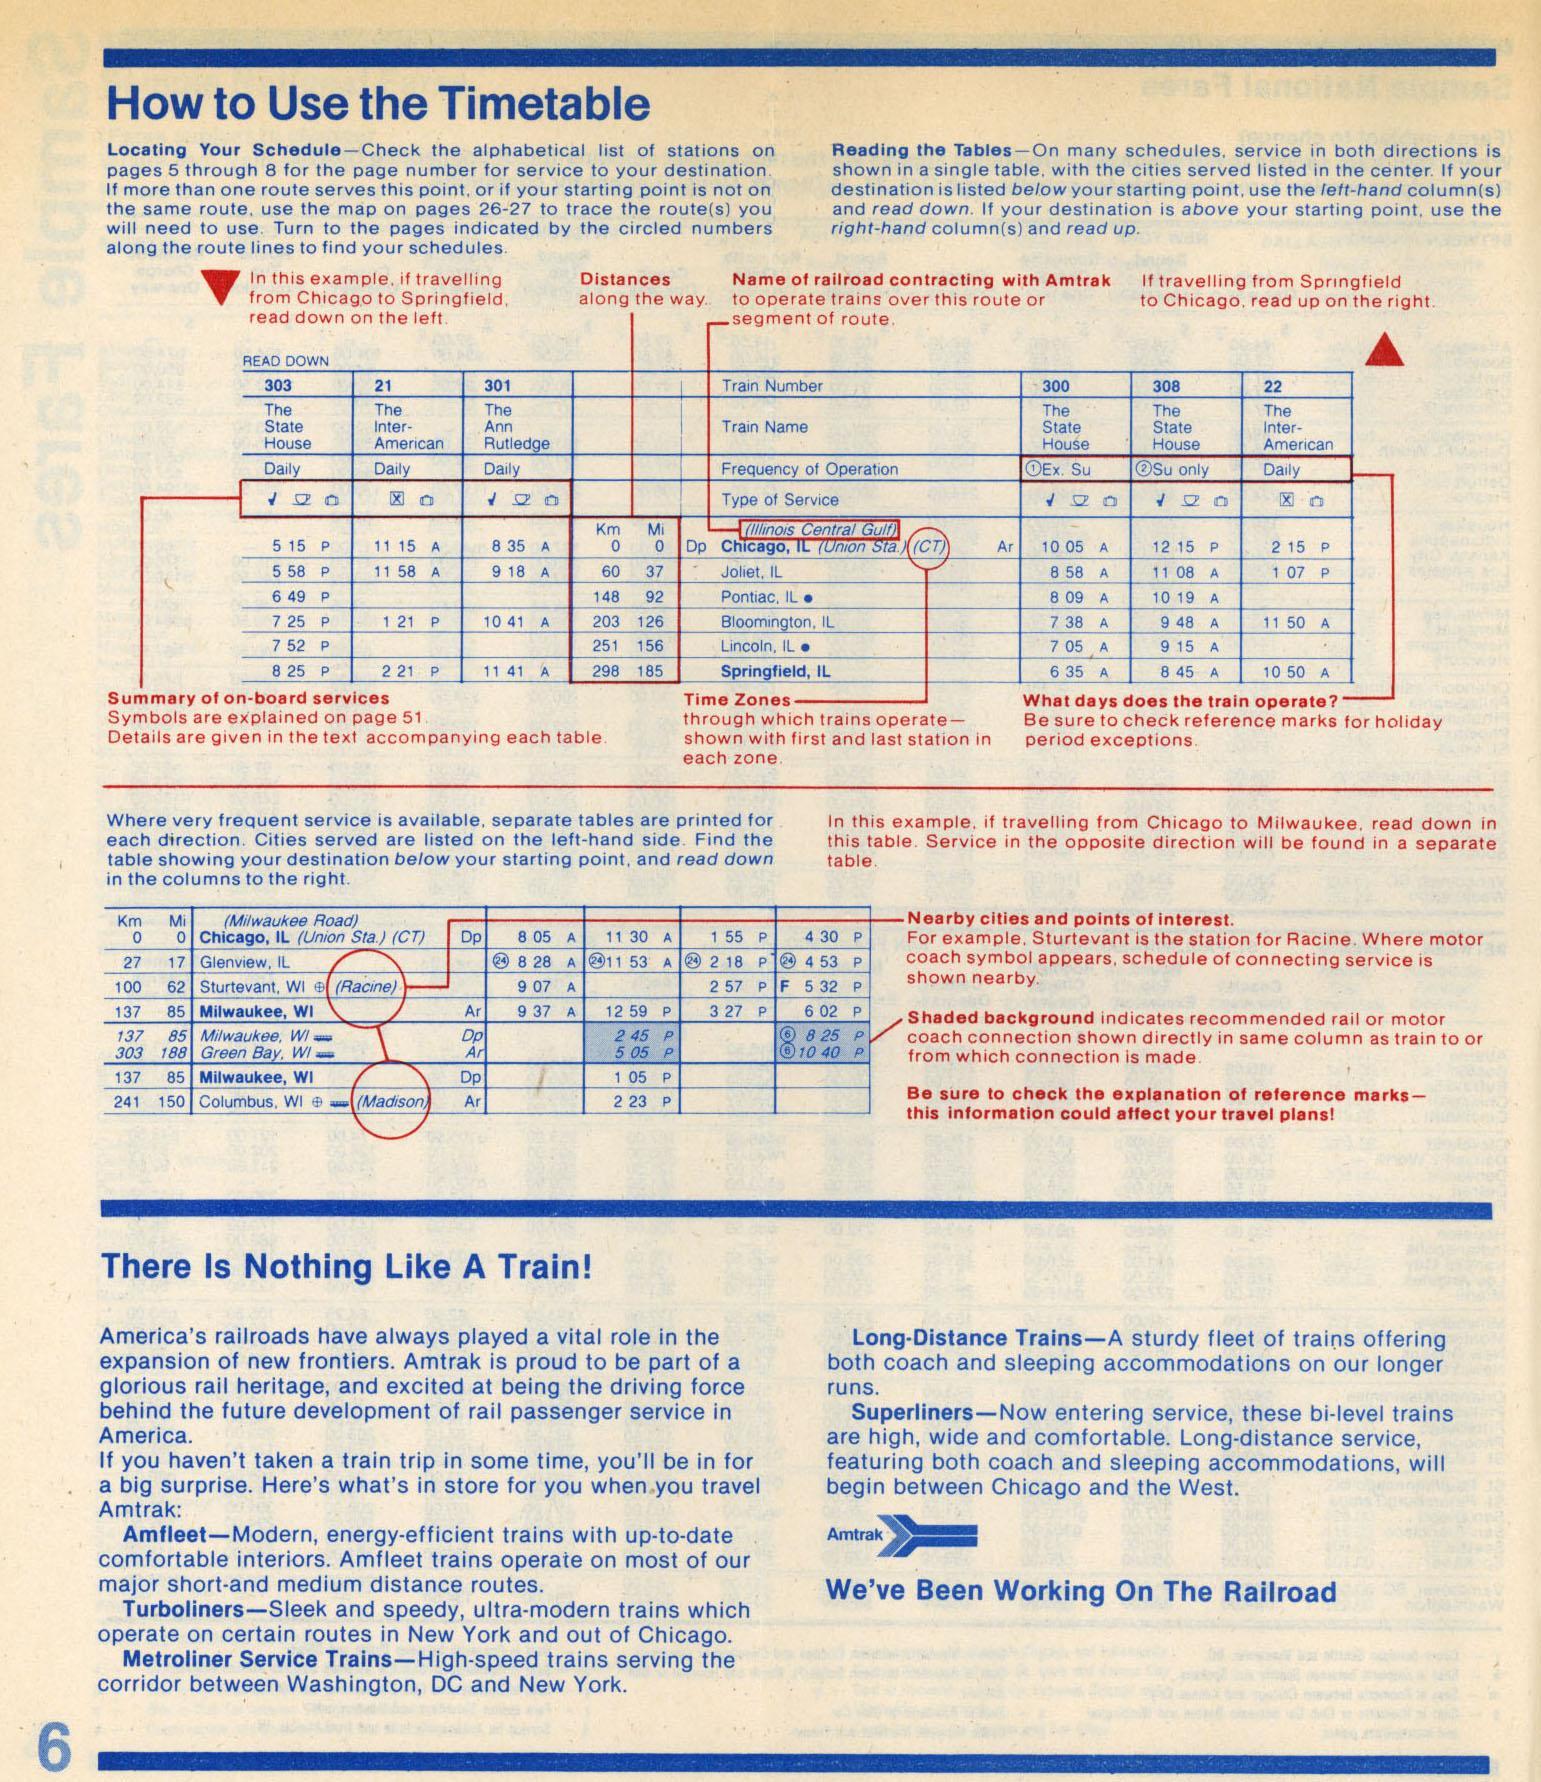 How to Use the Timetable
Locating Your Schedule—Check the alphabetical list of stations on
pages 5 through 8 for the page number for service to your destination.
If more than one route serves this point, or if your starting point is not on
the same route, use the map on pages 26-27 to trace the route(s) you
will need to use. Turn to the pages indicated by the circled numbers
along the route lines to find your schedules.
Reading the Tables—On many schedules, service in both directions is
shown in a single table, with the cities served listed in the center. If your
destination is listed below your starting point, use the left-hand column(s)
and read down. If your destination is above your starting point, use the
right-hand column(s) and read up.
In this example, if travelling
from Chicago to Springfield,
read down on the left.
Distances
along the way.
Name of railroad contracting with Amtrak
to operate trains over this route or
segment of route.
If travelling from Springfield
to Chicago, read up on the right.
READ DOWN
303 21 301 Train Number 300 308 22
The State House The Inter-American The Ann Rutledge Train Name The State House The State House The Inter-American
Daily Daily Daily Frequency of Operation ①Ex. Su ②Su only Daily
Type of Service
Km Mi (Illinois Central Gulf)
5 15 P 11 15 A 8 35 A 0 0 Dp Chicago, IL (Union Sta.) (CT) Ar 10 05 A 12 15 P 2 15 P
5 58 P 11 58 A 9 18 A 60 37 Joliet, IL 8 58 A 11 08 A 1 07 P
6 49 P 148 92 Pontiac, IL ● 8 09 A 10 19 A
7 25 P 1 21 P 10 41 A 203 126 Bloomington, IL 7 38 A 9 48 A 11 50 A
7 52 P 251 156 Lincoln, IL ● 7 05 A 9 15 A
8 25 P 2 21 P 11 41 A 298 185 Springfield, IL 6 35 A 8 45 A 10 50 A
Summary of on-board services
Symbols are explained on page 51.
Details are given in the text accompanying each table.
Time Zones
through which trains operate—
shown with first and last station in
each zone.
What days does the train operate?
Be sure to check reference marks for holiday
period exceptions.
Where very frequent service is available, separate tables are printed for
each direction. Cities served are listed on the left-hand side. Find the
table showing your destination below your starting point, and read down
in the columns to the right.
In this example, if travelling from Chicago to Milwaukee, read down in
this table. Service in the opposite direction will be found in a separate
table.
Km Mi (Milwaukee Road)
0 0 Chicago, IL (Union Sta.) (CT) Dp 8 05 A 11 30 A 1 55 P 4 30 P
27 17 Glenview, IL ㉔ 8 28 A ㉔11 53 A ㉔ 2 18 P ㉔ 4 53 P
100 62 Sturtevant, WI ⊕ (Racine) 9 07 A 2 57 P F 5 32 P
137 85 Milwaukee, WI Ar 9 37 A 12 59 P 3 27 P 6 02 P
137 85 Milwaukee, WI Dp 2 45 P ⑥ 8 25 P
303 188 Green Bay, WI Ar 5 05 P ⑥ 10 40 P
137 85 Milwaukee, WI Dp 1 05 P
241 150 Columbus, WI ⊕ (Madison) Ar 2 23 P
Nearby cities and points of interest.
For example, Sturtevant is the station for Racine. Where motor
coach symbol appears, schedule of connecting service is
shown nearby.
Shaded background indicates recommended rail or motor
coach connection shown directly in same column as train to or
from which connection is made.
Be sure to check the explanation of reference marks—
this information could affect your travel plans!
There Is Nothing Like A Train!
America's railroads have always played a vital role in the
expansion of new frontiers. Amtrak is proud to be part of a
glorious rail heritage, and excited at being the driving force
behind the future development of rail passenger service in
America.
If you haven't taken a train trip in some time, you'll be in for
a big surprise. Here's what's in store for you when you travel
Amtrak:
Amfleet—Modern, energy-efficient trains with up-to-date
comfortable interiors. Amfleet trains operate on most of our
major short-and medium distance routes.
Turboliners—Sleek and speedy, ultra-modern trains which
operate on certain routes in New York and out of Chicago.
Metroliner Service Trains—High-speed trains serving the
corridor between Washington, DC and New York.
Long-Distance Trains—A sturdy fleet of trains offering
both coach and sleeping accommodations on our longer
runs.
Superliners—Now entering service, these bi-level trains
are high, wide and comfortable. Long-distance service,
featuring both coach and sleeping accommodations, will
begin between Chicago and the West.
Amtrak
We've Been Working On The Railroad
6